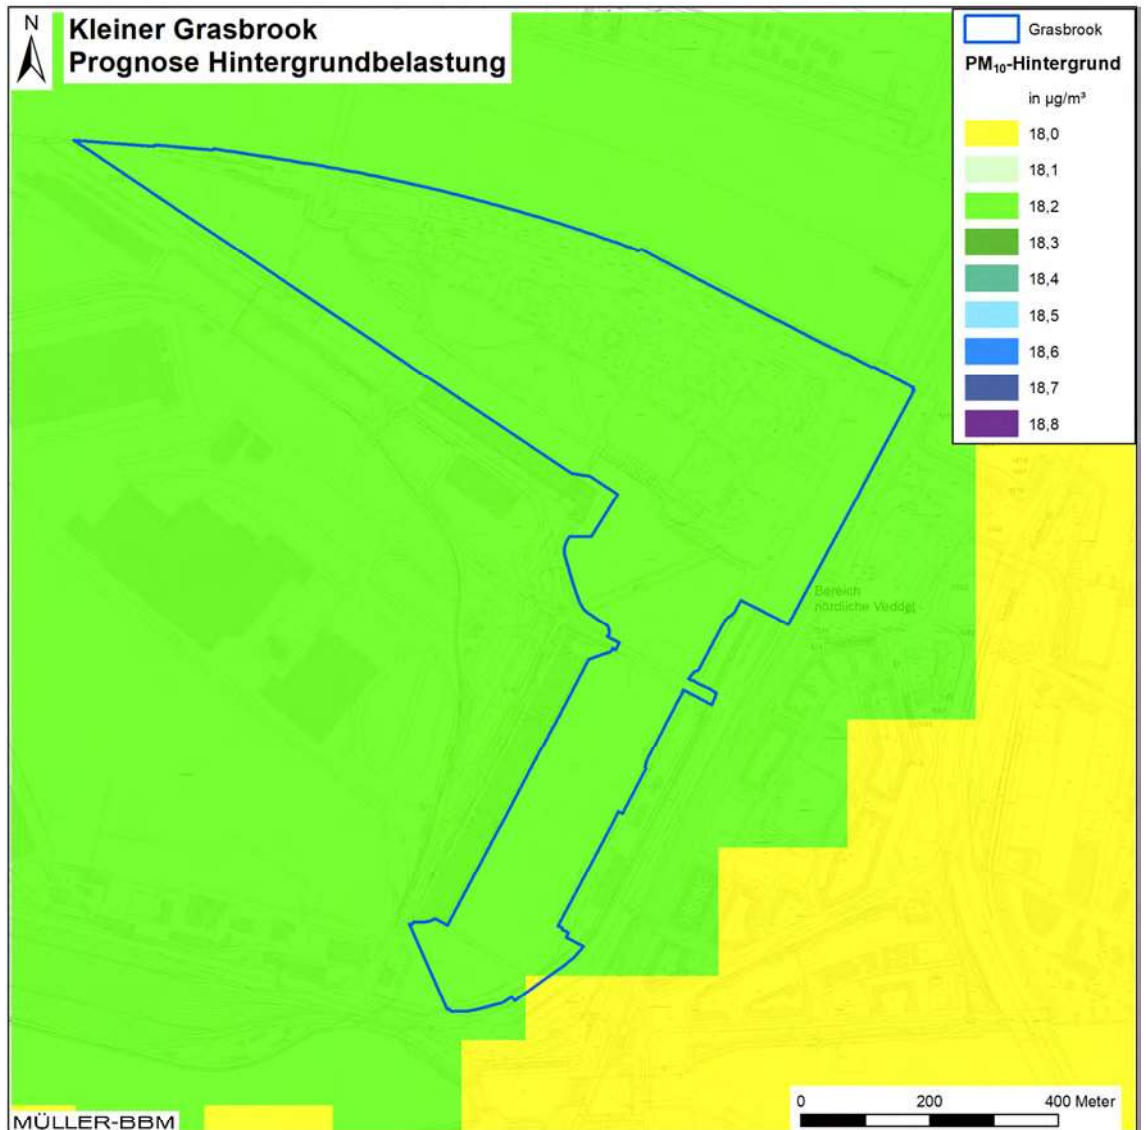 N
Kleiner Grasbrook
Prognose Hintergrundbelastung
Grasbrook
PM₁₀-Hintergrund
in µg/m³
18,0
18,1
18,2
18,3
18,4
18,5
18,6
18,7
18,8
Bereich
nördliche Veddel
0 200 400 Meter
MÜLLER-BBM